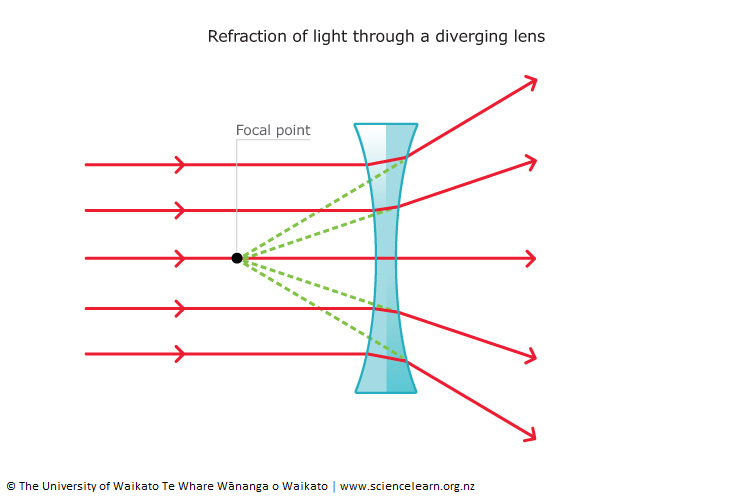 Refraction of light through a diverging lens
Focal point
© The University of Waikato Te Whare Wānanga o Waikato | www.sciencelearn.org.nz